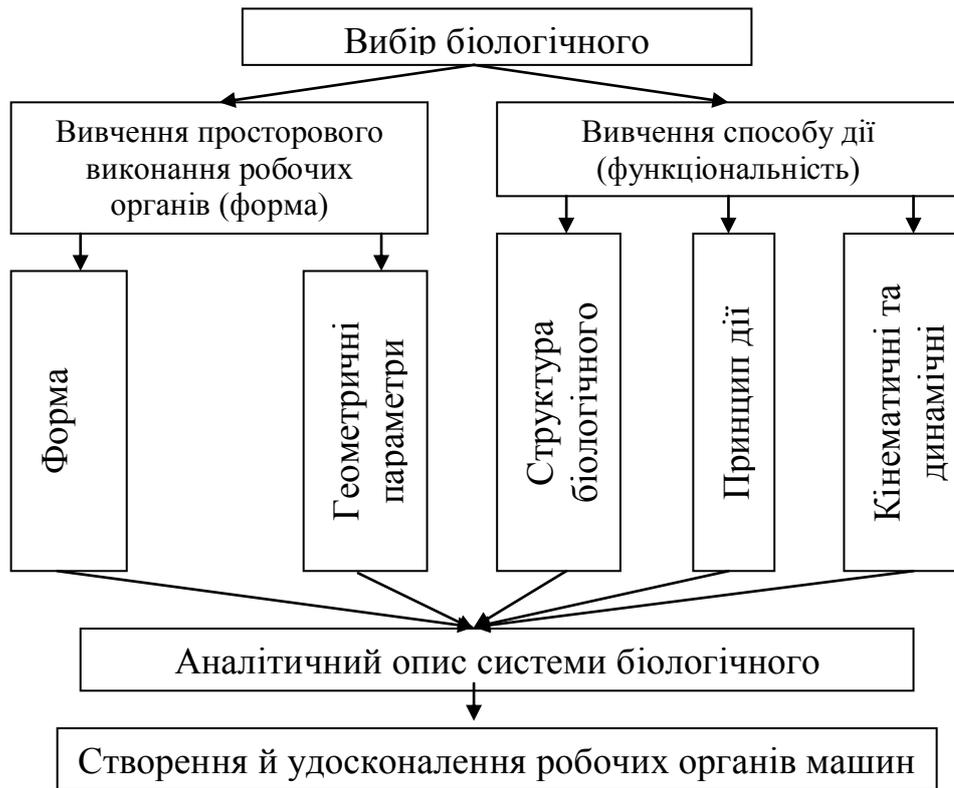 Вибір біологічного
Вивчення просторового
виконання робочих
органів (форма)
Вивчення способу дії
(функціональність)
Форма
Геометричні
параметри
Структура
біологічного
Принцип дії
Кінематичні та
динамічні
Аналітичний опис системи біологічного
Створення й удосконалення робочих органів машин